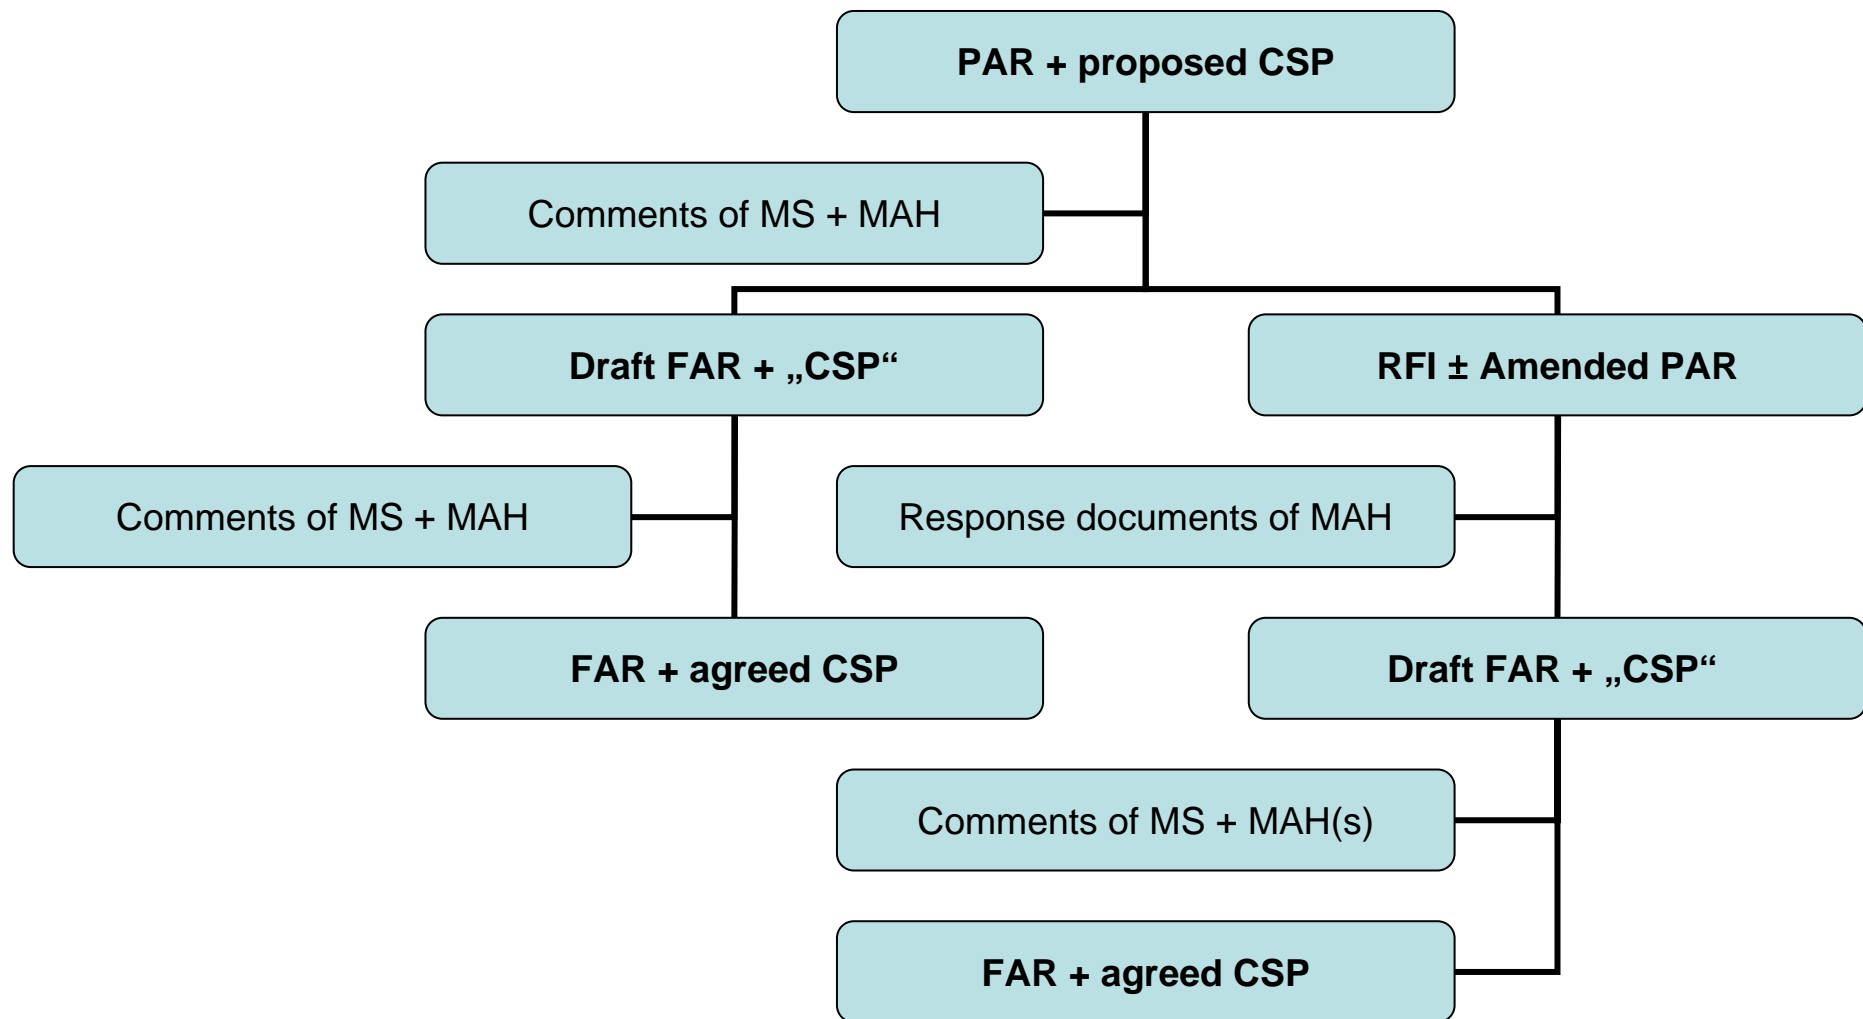 PAR + proposed CSP
Comments of MS + MAH
Draft FAR + „CSP“
RFI ± Amended PAR
Comments of MS + MAH
Response documents of MAH
FAR + agreed CSP
Draft FAR + „CSP“
Comments of MS + MAH(s)
FAR + agreed CSP